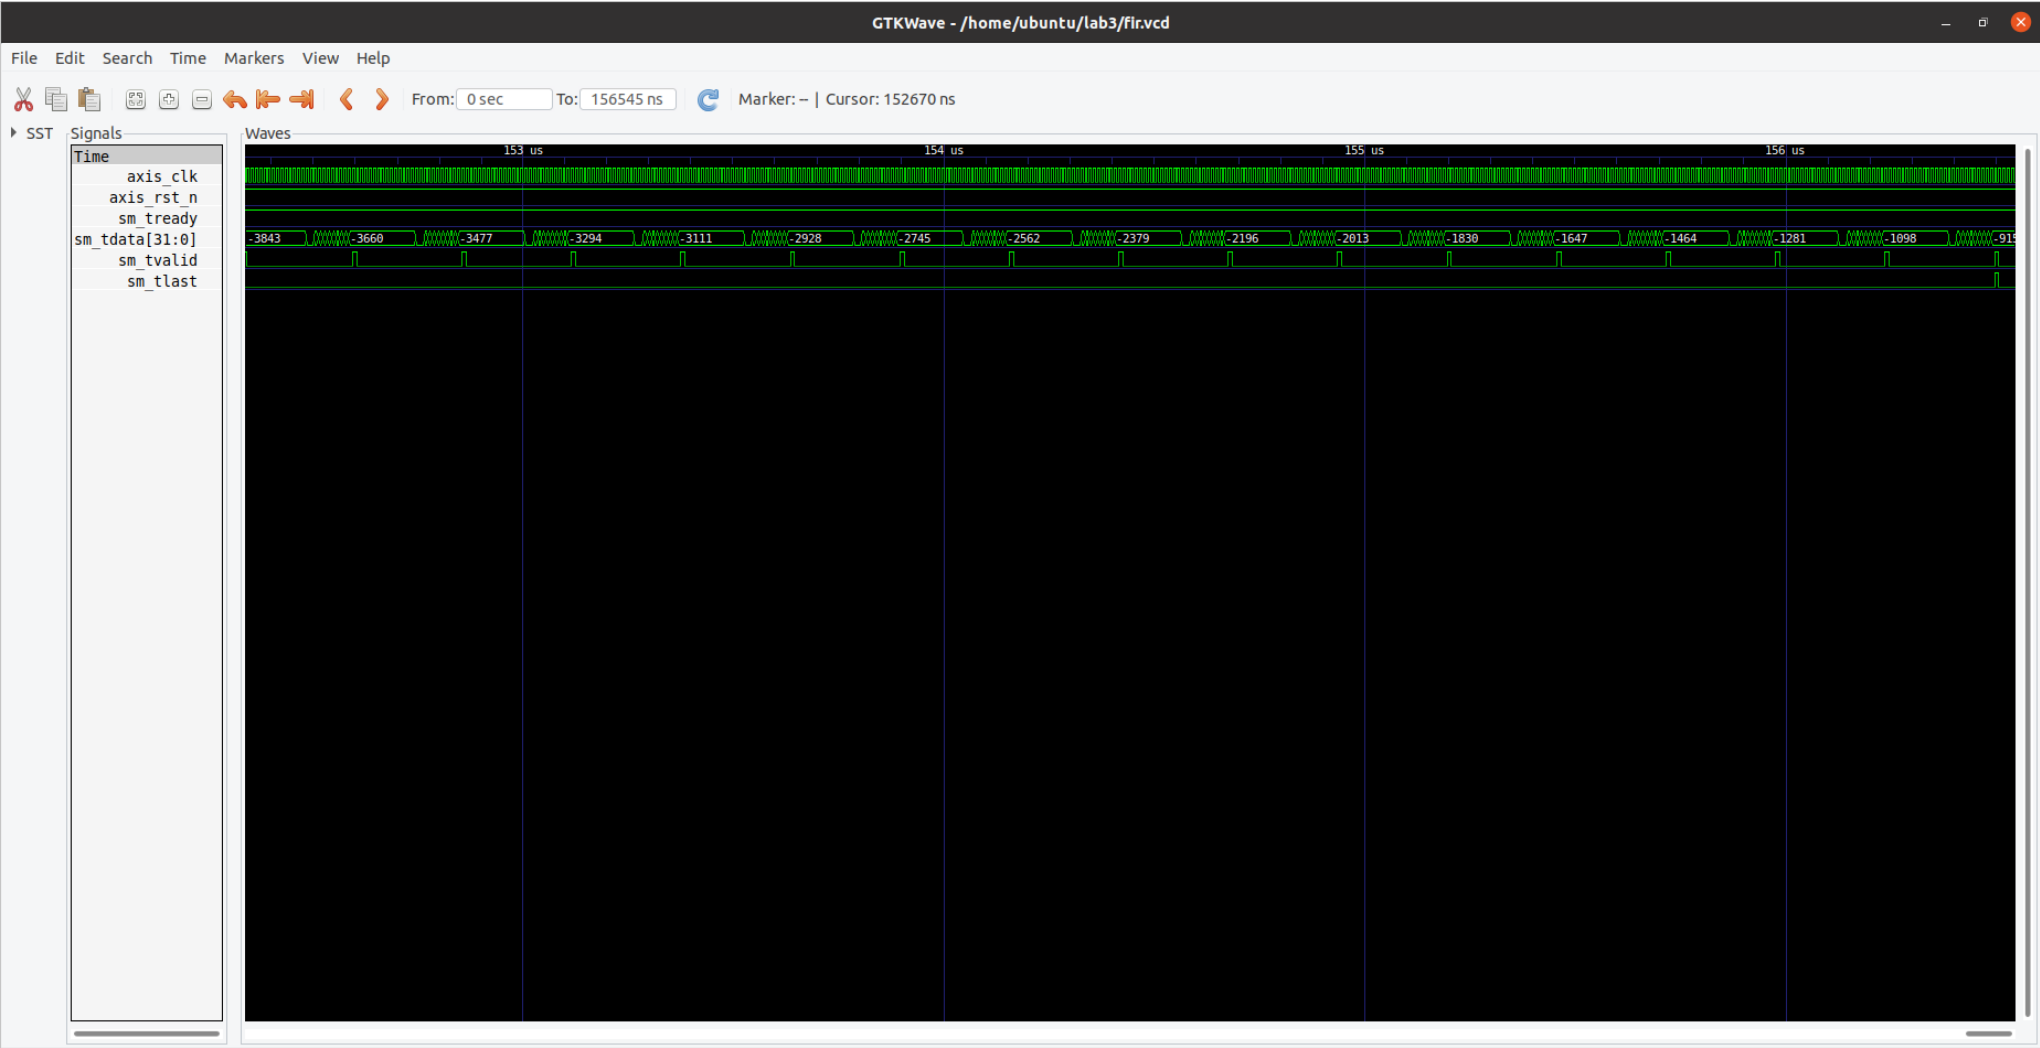 GTKWave - /home/ubuntu/lab3/fir.vcd
File Edit Search Time Markers View Help
From: 0 sec To: 156545 ns Marker: -- | Cursor: 152670 ns
SST Signals Waves
Time 153 us 154 us 155 us 156 us
axis_clk
axis_rst_n
sm_tready
sm_tdata[31:0] -3843 -3660 -3477 -3294 -3111 -2928 -2745 -2562 -2379 -2196 -2013 -1830 -1647 -1464 -1281 -1098 -915
sm_tvalid
sm_tlast